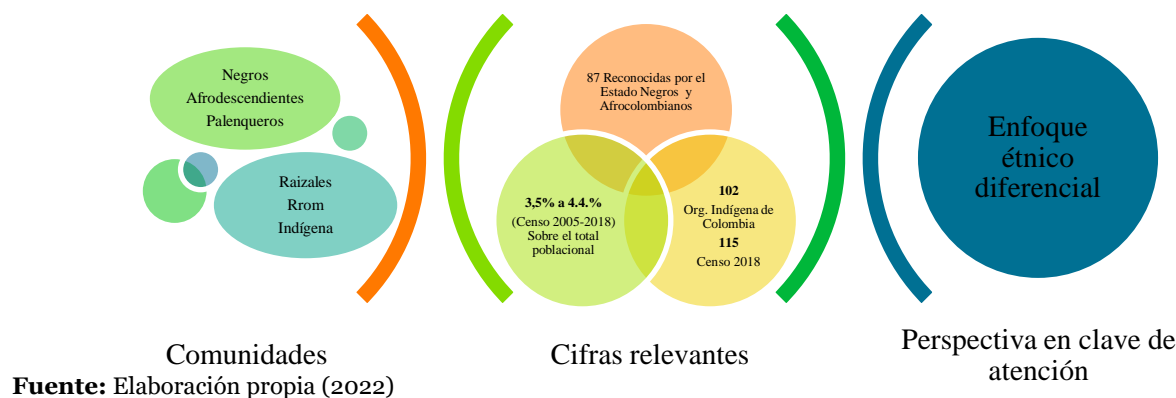 Negros
Afrodescendientes
Palenqueros
Raizales
Rrom
Indígena
87 Reconocidas por el
Estado Negros y
Afrocolombianos
3,5% a 4.4.%
(Censo 2005-2018)
Sobre el total
poblacional
102
Org. Indígena de
Colombia
115
Censo 2018
Enfoque
étnico
diferencial
Comunidades
Cifras relevantes
Perspectiva en clave de
atención
Fuente: Elaboración propia (2022)